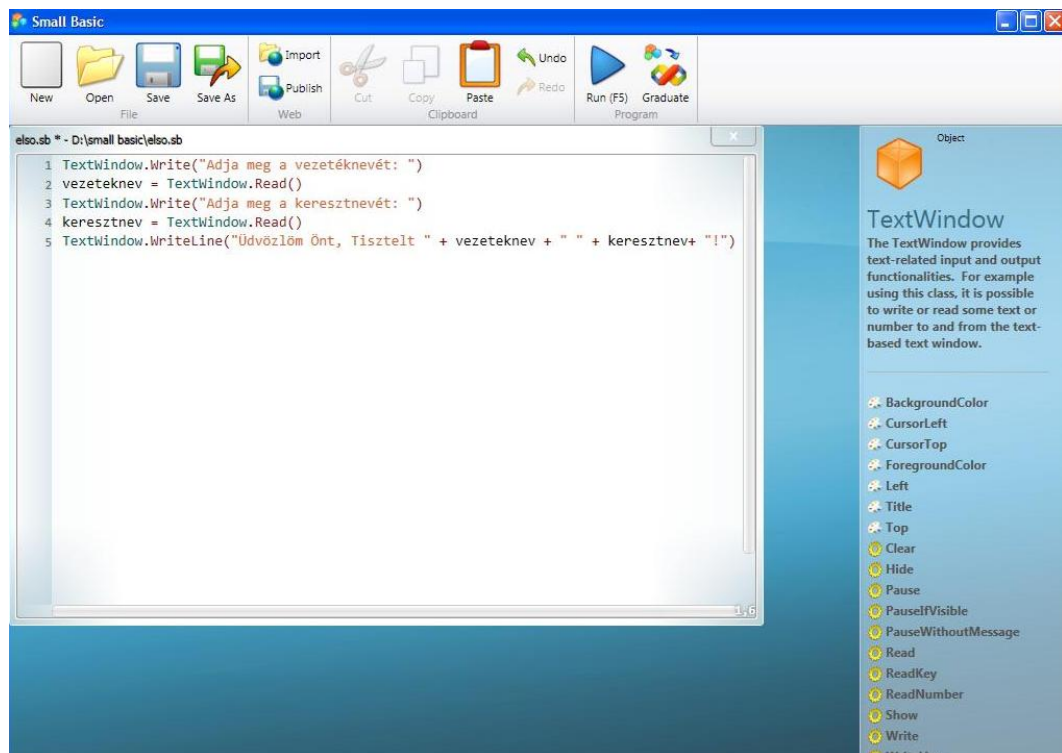 Small Basic
New
Open
Save
Save As
File
Import
Publish
Web
Cut
Copy
Paste
Undo
Redo
Clipboard
Run (F5)
Graduate
Program
elso.sb * - D:\small basic\elso.sb
1 TextWindow.Write("Adja meg a vezetéknevét: ")
2 vezeteknev = TextWindow.Read()
3 TextWindow.Write("Adja meg a keresztnevét: ")
4 keresztnev = TextWindow.Read()
5 TextWindow.WriteLine("Üdvözlöm Önt, Tisztelt " + vezeteknev + " " + keresztnev+ "!")
1,6
Object
TextWindow
The TextWindow provides
text-related input and output
functionalities. For example
using this class, it is possible
to write or read some text or
number to and from the text-
based text window.
BackgroundColor
CursorLeft
CursorTop
ForegroundColor
Left
Title
Top
Clear
Hide
Pause
PauseIfVisible
PauseWithoutMessage
Read
ReadKey
ReadNumber
Show
Write